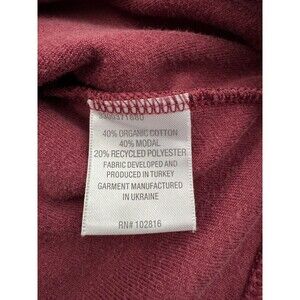 40% ORGANIC COTTON
40% MODAL
20% RECYCLED POLYESTER
FABRIC DEVELOPED AND
PRODUCED IN TURKEY
GARMENT MANUFACTURED
IN UKRAINE
RN# 102816